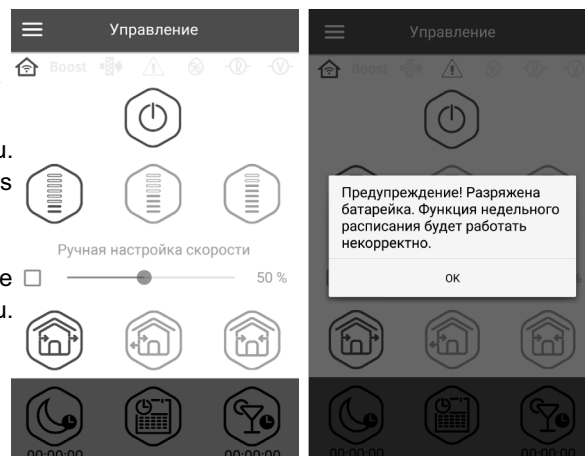 Управление
Boost
u.
s
Ручная настройка скорости
e
50 %
u.
00:00:00
00:00:00
Управление
Boost
Предупреждение! Разряжена
батарейка. Функция недельного
расписания будет работать
некорректно.
ОК
00:00:00
00:00:00